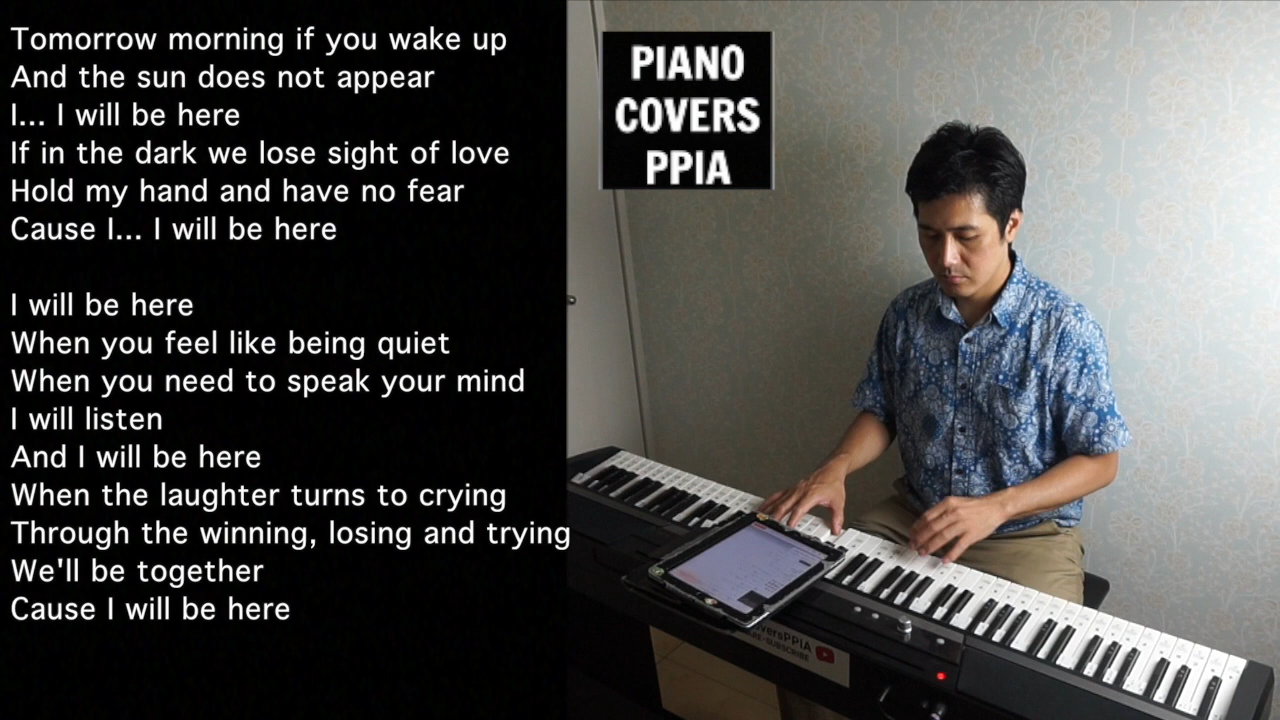 Tomorrow morning if you wake up
And the sun does not appear
I... I will be here
If in the dark we lose sight of love
Hold my hand and have no fear
Cause I... I will be here
I will be here
When you feel like being quiet
When you need to speak your mind
I will listen
And I will be here
When the laughter turns to crying
Through the winning, losing and trying
We'll be together
Cause I will be here
PIANO
COVERS
PPIA
SUBSCRIBE